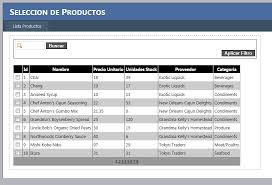 SELECCION DE PRODUCTOS
Lista Productos
Buscar
Aplicar Filtro
Id Nombre Precio Unitario Unidades Stock Proveedor Categoria
1 Chai 18 39 Exotic Liquids Beverages
2 Chang 19 17 Exotic Liquids Beverages
3 Aniseed Syrup 10 13 Exotic Liquids Condiments
4 Chef Anton's Cajun Seasoning 22 53 New Orleans Cajun Delights Condiments
5 Chef Anton's Gumbo Mix 21,35 0 New Orleans Cajun Delights Condiments
6 Grandma's Boysenberry Spread 25 120 Grandma Kelly's Homestead Condiments
7 Uncle Bob's Organic Dried Pears 30 15 Grandma Kelly's Homestead Produce
8 Northwoods Cranberry Sauce 40 6 Grandma Kelly's Homestead Condiments
9 Mishi Kobe Niku 97 29 Tokyo Traders Meat/Poultry
10 Ikura 31 31 Tokyo Traders Seafood